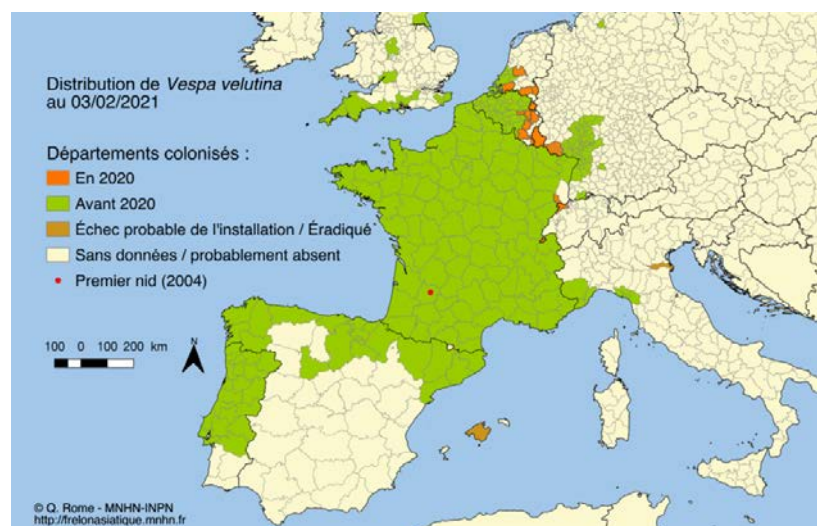 Distribution de Vespa velutina
au 03/02/2021
Départements colonisés :
En 2020
Avant 2020
Échec probable de l'installation / Éradiqué
Sans données / probablement absent
Premier nid (2004)
100 0 100 200 km
N
© Q. Rome - MNHN-INPN
http://frelonasiatique.mnhn.fr